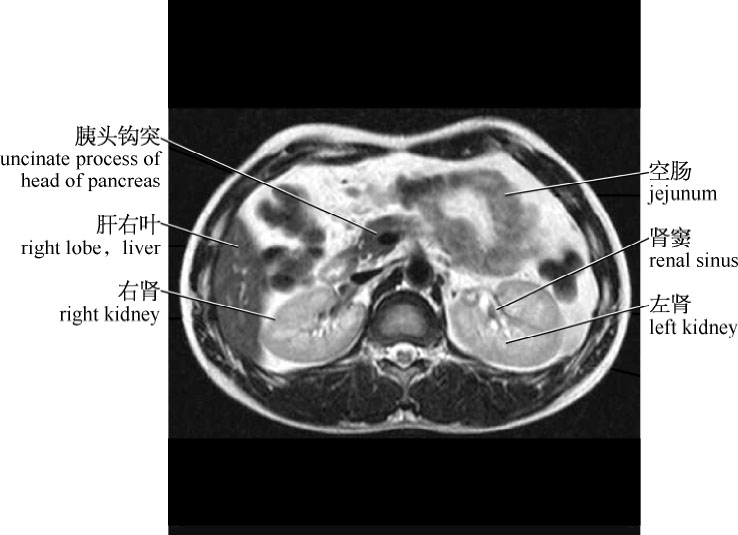 胰头钩突
uncinate process of
head of pancreas
肝右叶
right lobe, liver
右肾
right kidney
空肠
jejunum
肾窦
renal sinus
左肾
left kidney